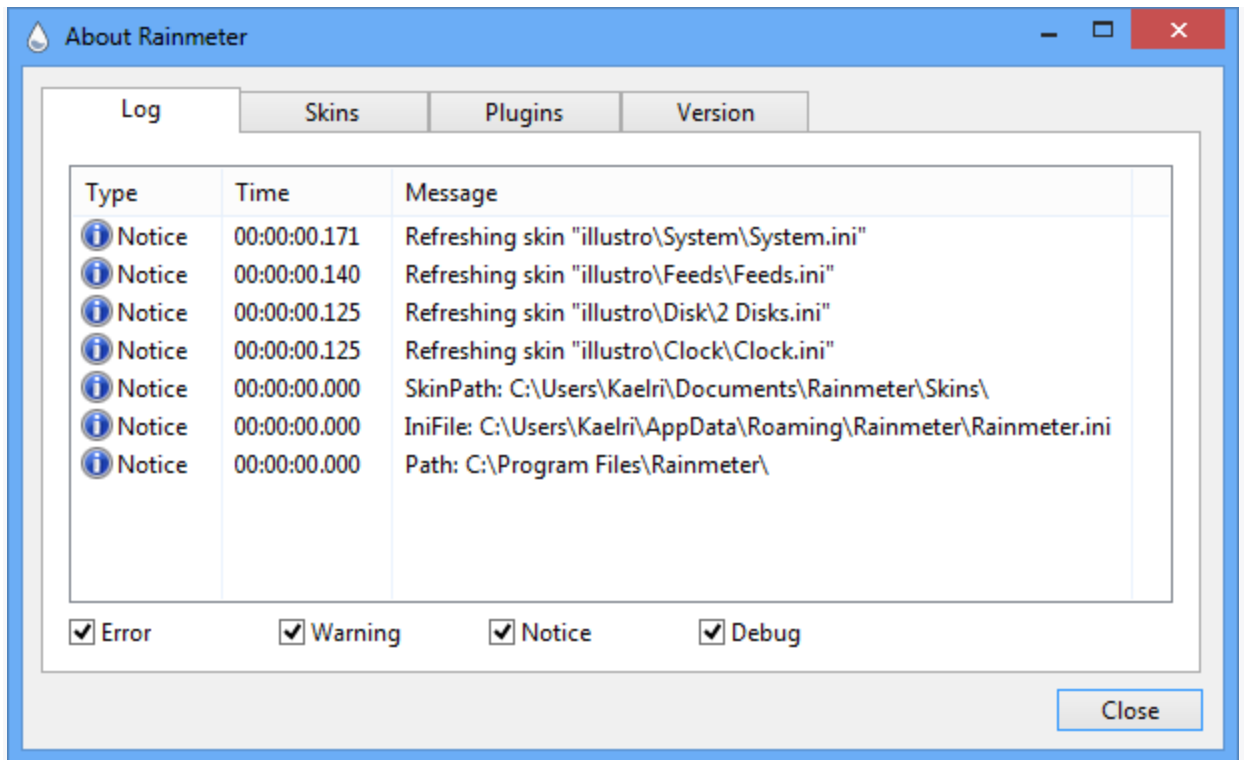 About Rainmeter
Log Skins Plugins Version
Type Time Message
Notice 00:00:00.171 Refreshing skin "illustro\System\System.ini"
Notice 00:00:00.140 Refreshing skin "illustro\Feeds\Feeds.ini"
Notice 00:00:00.125 Refreshing skin "illustro\Disk\2 Disks.ini"
Notice 00:00:00.125 Refreshing skin "illustro\Clock\Clock.ini"
Notice 00:00:00.000 SkinPath: C:\Users\Kaelri\Documents\Rainmeter\Skins\
Notice 00:00:00.000 IniFile: C:\Users\Kaelri\AppData\Roaming\Rainmeter\Rainmeter.ini
Notice 00:00:00.000 Path: C:\Program Files\Rainmeter\
Error Warning Notice Debug
Close